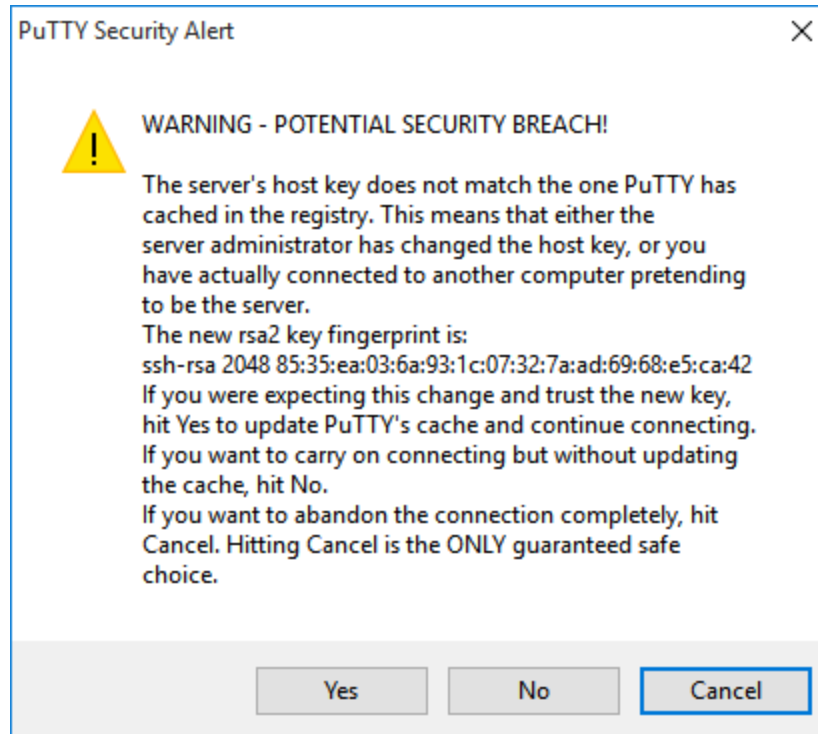 PuTTY Security Alert
WARNING - POTENTIAL SECURITY BREACH!
The server's host key does not match the one PuTTY has
cached in the registry. This means that either the
server administrator has changed the host key, or you
have actually connected to another computer pretending
to be the server.
The new rsa2 key fingerprint is:
ssh-rsa 2048 85:35:ea:03:6a:93:1c:07:32:7a:ad:69:68:e5:ca:42
If you were expecting this change and trust the new key,
hit Yes to update PuTTY's cache and continue connecting.
If you want to carry on connecting but without updating
the cache, hit No.
If you want to abandon the connection completely, hit
Cancel. Hitting Cancel is the ONLY guaranteed safe
choice.
Yes No Cancel